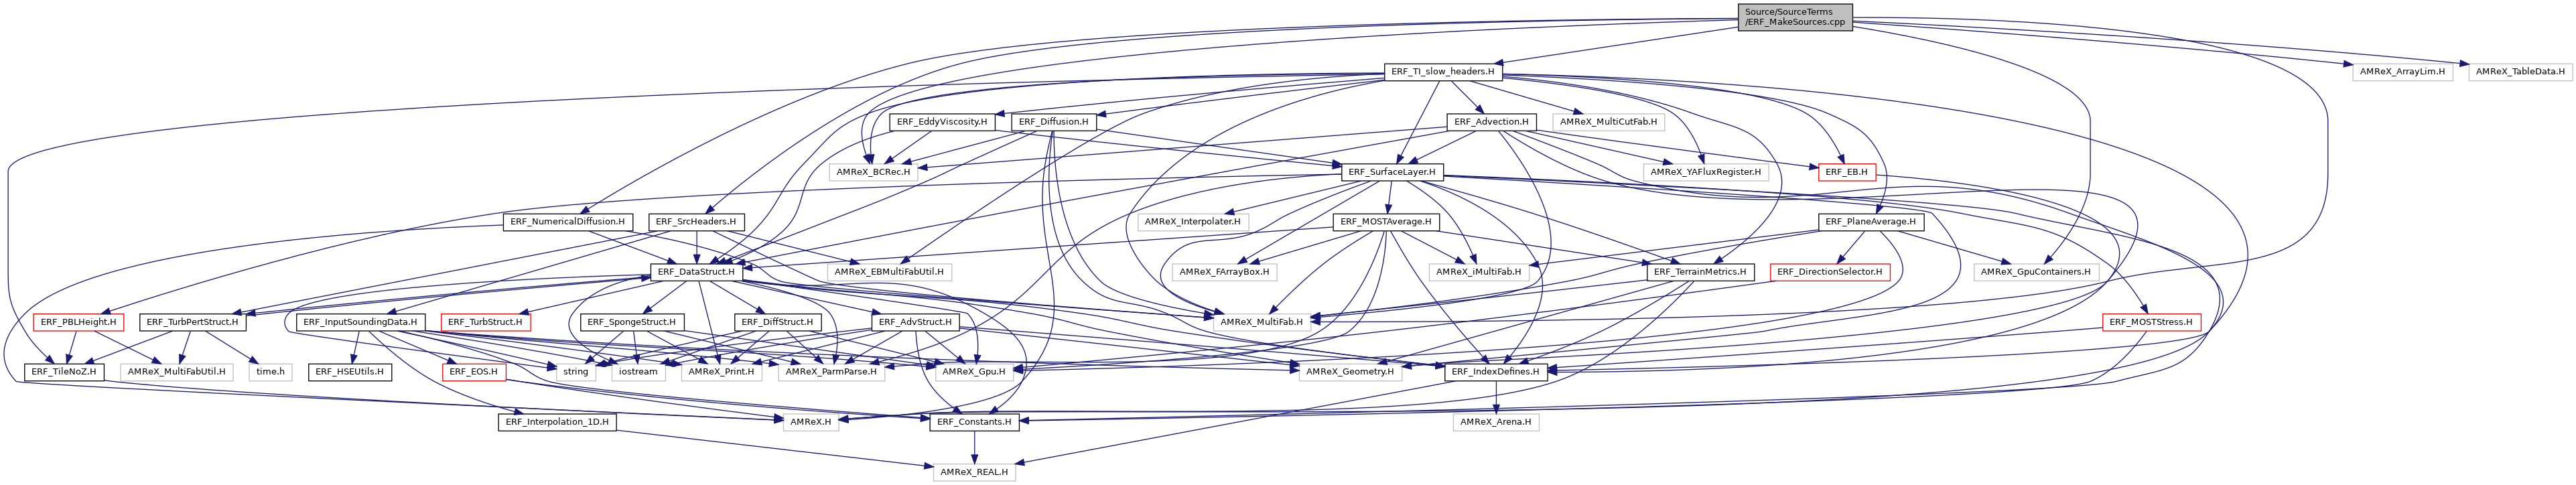 Source/SourceTerms
/ERF_MakeSources.cpp
ERF_TI_slow_headers.H
AMReX_ArrayLim.H
AMReX_TableData.H
ERF_EddyViscosity.H
ERF_Diffusion.H
ERF_Advection.H
AMReX_MultiCutFab.H
AMReX_BCRec.H
ERF_SurfaceLayer.H
AMReX_YAFluxRegister.H
ERF_EB.H
ERF_NumericalDiffusion.H
ERF_SrcHeaders.H
AMReX_Interpolater.H
ERF_MOSTAverage.H
ERF_PlaneAverage.H
ERF_DataStruct.H
AMReX_EBMultiFabUtil.H
AMReX_FArrayBox.H
AMReX_iMultiFab.H
ERF_TerrainMetrics.H
ERF_DirectionSelector.H
AMReX_GpuContainers.H
ERF_PBLHeight.H
ERF_TurbPertStruct.H
ERF_InputSoundingData.H
ERF_TurbStruct.H
ERF_SpongeStruct.H
ERF_DiffStruct.H
ERF_AdvStruct.H
AMReX_MultiFab.H
ERF_MOSTStress.H
ERF_TileNoZ.H
AMReX_MultiFabUtil.H
time.h
ERF_HSEUtils.H
ERF_EOS.H
string
iostream
AMReX_Print.H
AMReX_ParmParse.H
AMReX_Gpu.H
AMReX_Geometry.H
ERF_IndexDefines.H
ERF_Interpolation_1D.H
AMReX.H
ERF_Constants.H
AMReX_Arena.H
AMReX_REAL.H